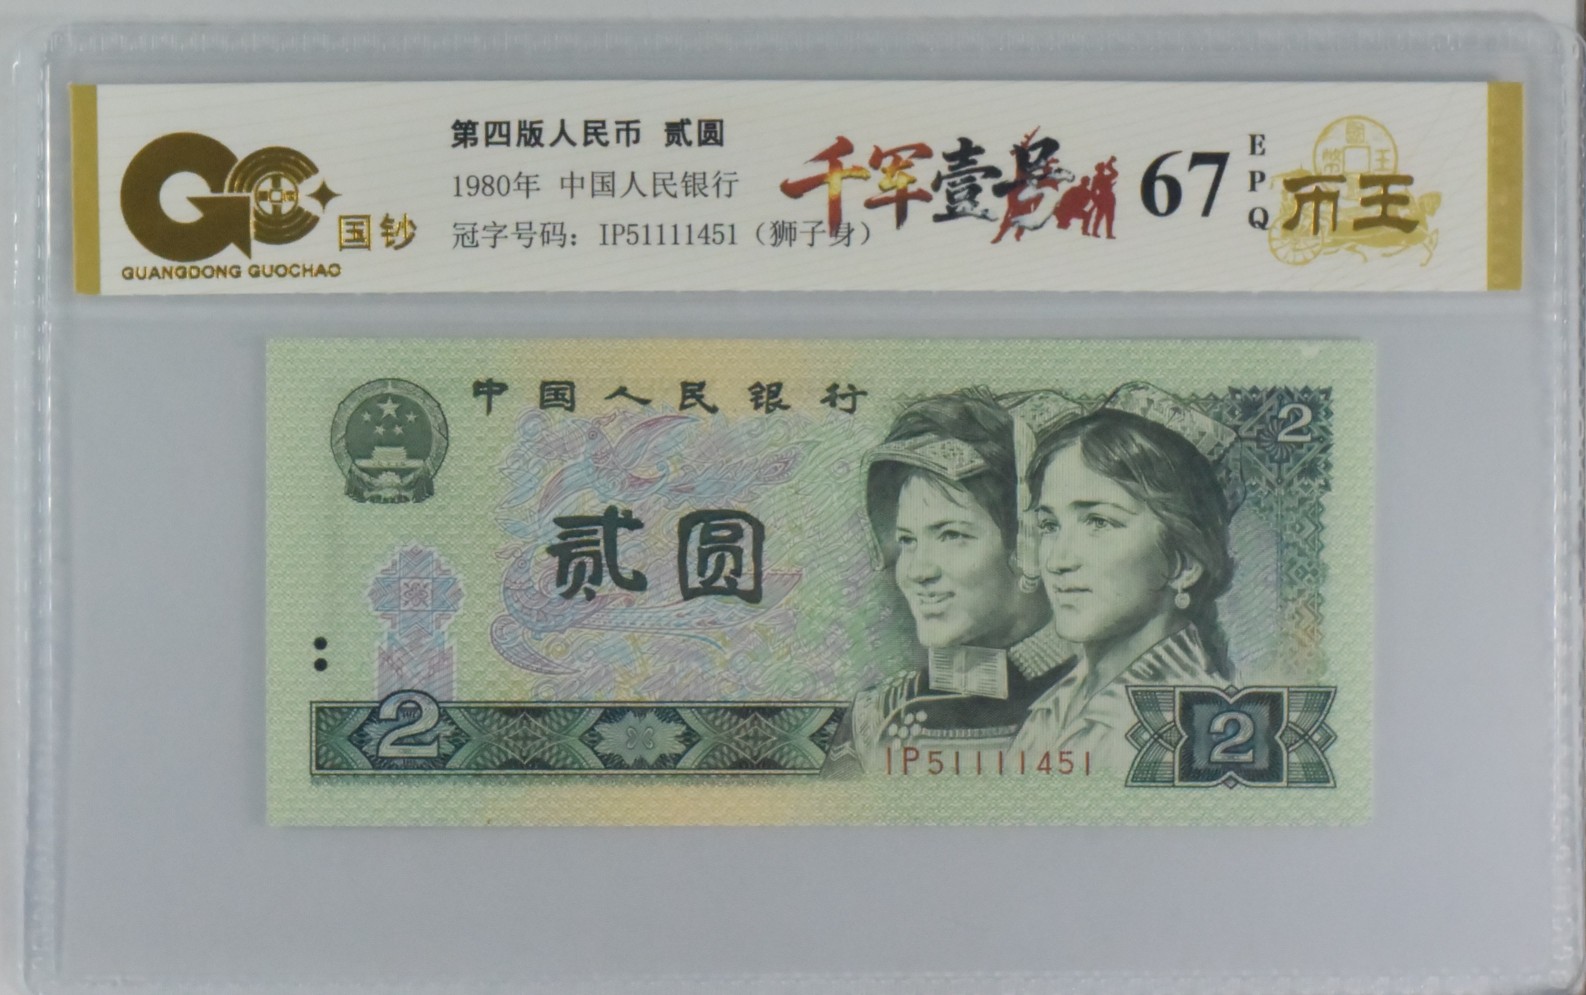 国钞
GUANGDONG GUOCHAO
第四版人民币 贰圆
1980年 中国人民银行
冠字号码：IP51111451（狮子身）
千军壹号
67
EPQ
币王
中国人民银行
2
贰圆
2
2
IP51111451